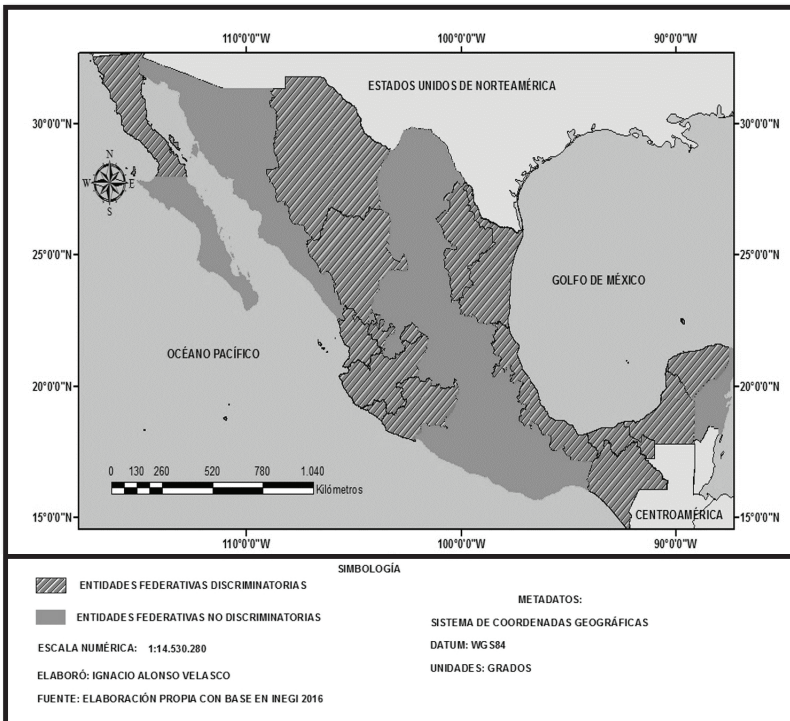 110°0'0"W 100°0'0"W 90°0'0"W
ESTADOS UNIDOS DE NORTEAMÉRICA
30°0'0"N 30°0'0"N
N
W E
S
25°0'0"N 25°0'0"N
GOLFO DE MÉXICO
OCÉANO PACÍFICO
20°0'0"N 20°0'0"N
0 130 260 520 780 1.040
Kilómetros
15°0'0"N CENTROAMÉRICA 15°0'0"N
110°0'0"W 100°0'0"W 90°0'0"W
SIMBOLOGÍA
ENTIDADES FEDERATIVAS DISCRIMINATORIAS
ENTIDADES FEDERATIVAS NO DISCRIMINATORIAS
ESCALA NUMÉRICA: 1:14.530.280
ELABORÓ: IGNACIO ALONSO VELASCO
FUENTE: ELABORACIÓN PROPIA CON BASE EN INEGI 2016
METADATOS:
SISTEMA DE COORDENADAS GEOGRÁFICAS
DATUM: WGS84
UNIDADES: GRADOS